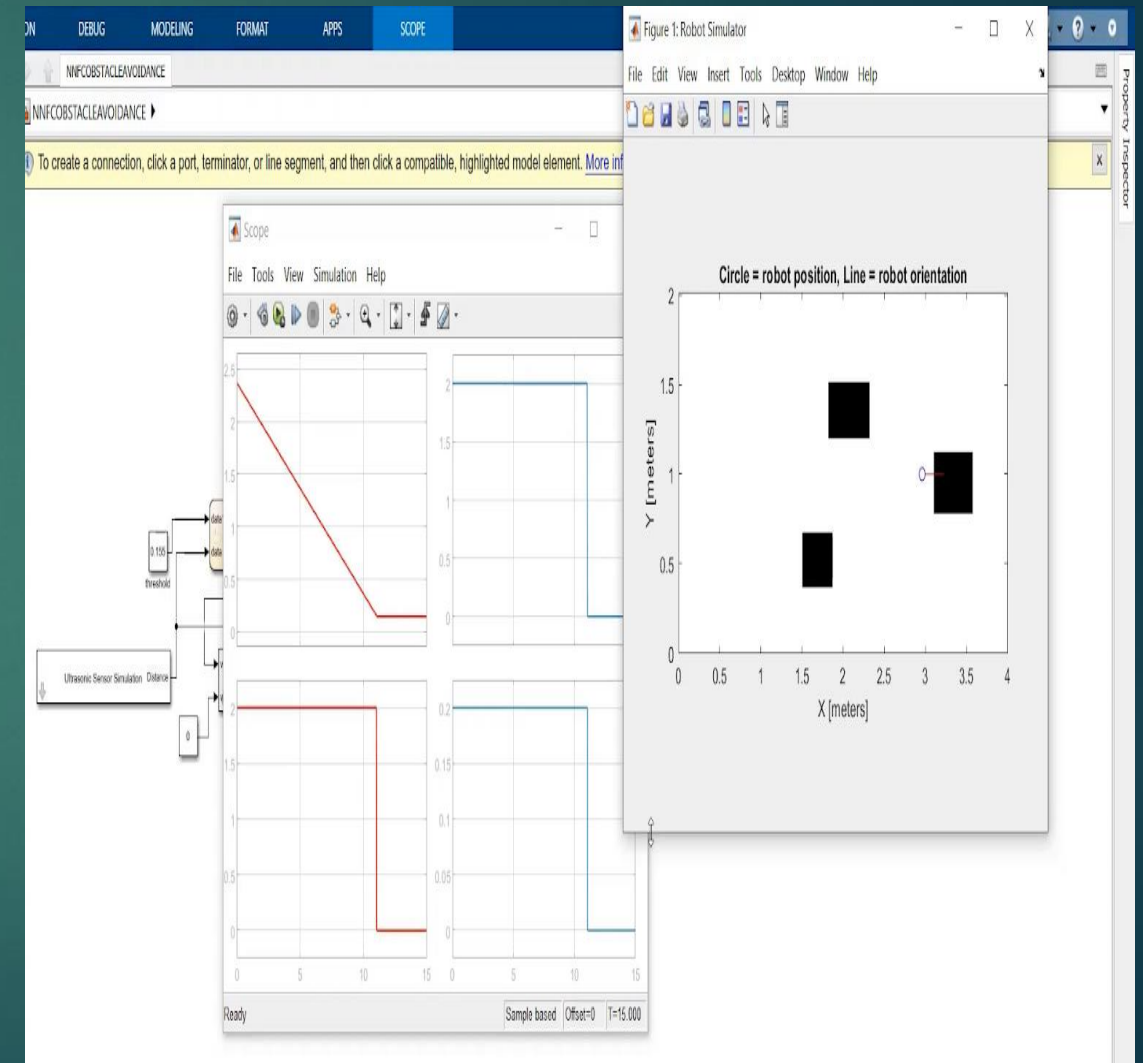 DEBUG MODELING FORMAT APPS SCOPE
NNFCOBSTACLEAVOIDANCE
NNFCOBSTACLEAVOIDANCE
To create a connection, click a port, terminator, or line segment, and then click a compatible, highlighted model element. More inf
Property Inspector
Scope
File Tools View Simulation Help
2.5
2
1.5
1
0.5
0
2
1.5
1
0.5
0
2
1.5
1
0.5
0
0 5 10 15
0.2
0.15
0.1
0.05
0
0 5 10 15
Ready Sample based Offset=0 T=15.000
0.155
threshold
data
data
Ultrasonic Sensor Simulation Distance
0
Figure 1: Robot Simulator
File Edit View Insert Tools Desktop Window Help
Circle = robot position, Line = robot orientation
2
1.5
1
0.5
0
Y [meters]
0 0.5 1 1.5 2 2.5 3 3.5 4
X [meters]